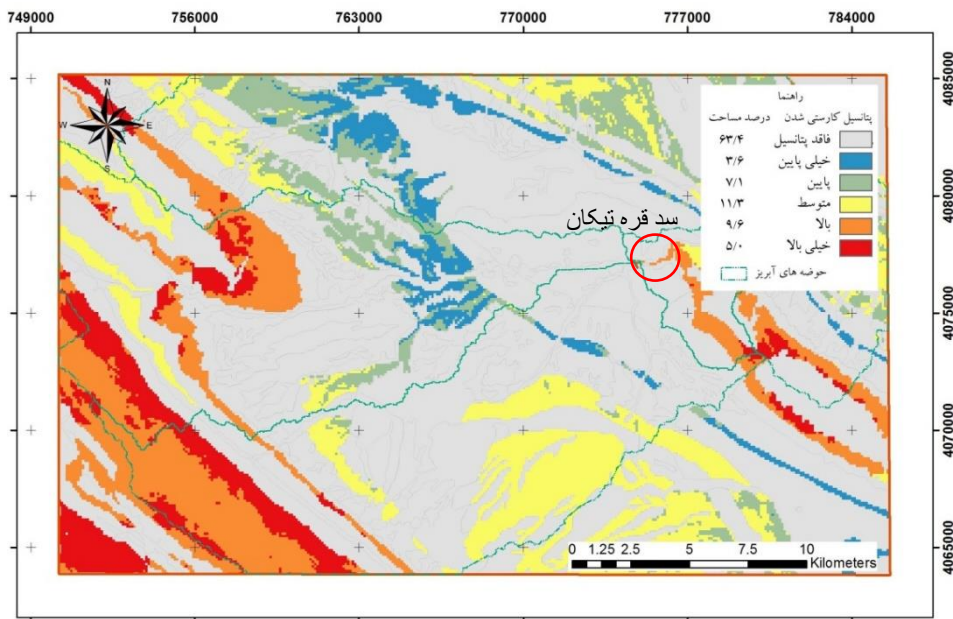 749000 756000 763000 770000 777000 784000
4085000
4080000
4075000
4070000
4065000
N
W E
S
سد قره تیکان
راهنما
پتانسیل کارستی شدن درصد مساحت
فاقد پتانسیل ۶۳/۴
خیلی پایین ۳/۶
پایین ۷/۱
متوسط ۱۱/۳
بالا ۹/۶
خیلی بالا ۵/۰
حوضه های آبریز
0 1.25 2.5 5 7.5 10
Kilometers